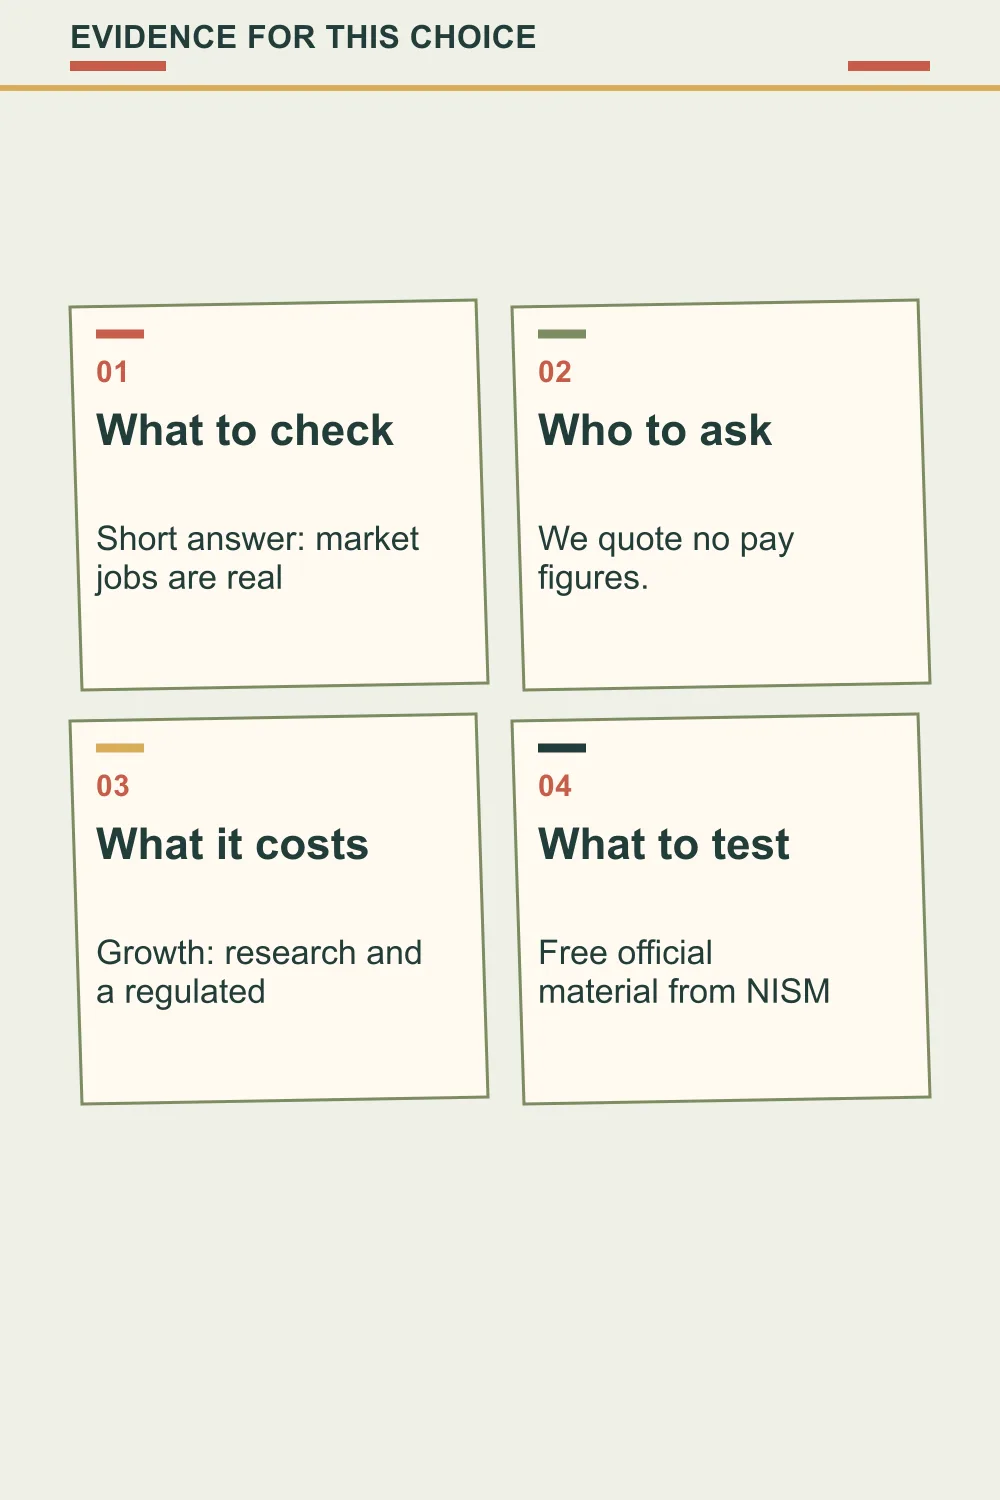 EVIDENCE FOR THIS CHOICE
01
What to check
Short answer: market
jobs are real
02
Who to ask
We quote no pay
figures.
03
What it costs
Growth: research and
a regulated
04
What to test
Free official
material from NISM